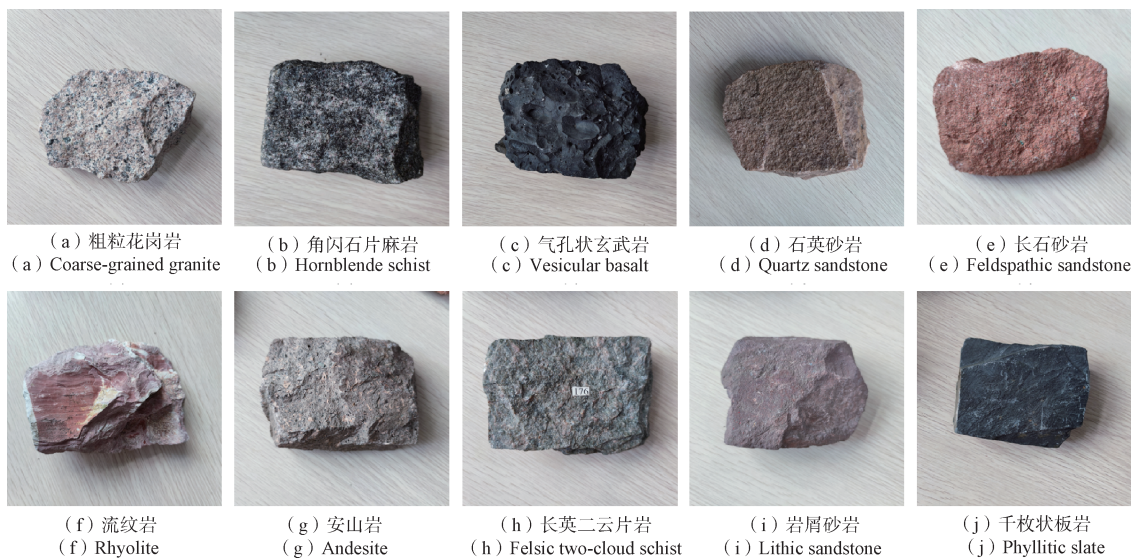 (a)粗粒花岗岩
(a) Coarse-grained granite
(b)角闪石片麻岩
(b) Hornblende schist
(c)气孔状玄武岩
(c) Vesicular basalt
(d)石英砂岩
(d) Quartz sandstone
(e)长石砂岩
(e) Feldspathic sandstone
176
(f)流纹岩
(f) Rhyolite
(g)安山岩
(g) Andesite
(h)长英二云片岩
(h) Felsic two-cloud schist
(i)岩屑砂岩
(i) Lithic sandstone
(j)千枚状板岩
(j) Phyllitic slate